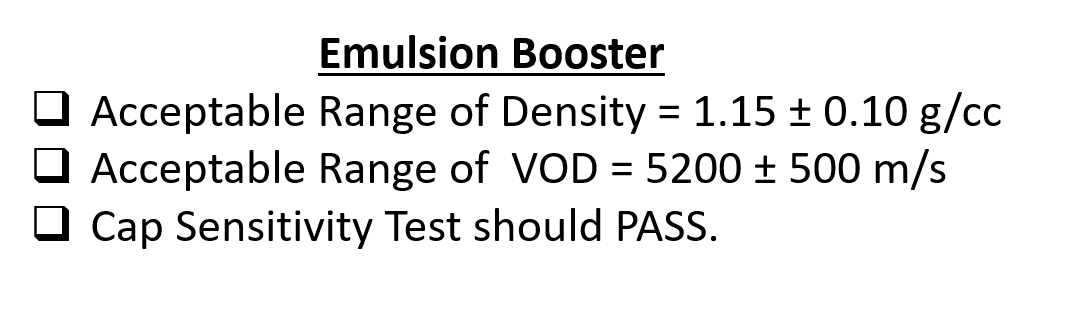 Emulsion Booster
❑ Acceptable Range of Density = 1.15 ± 0.10 g/cc
❑ Acceptable Range of VOD = 5200 ± 500 m/s
❑ Cap Sensitivity Test should PASS.